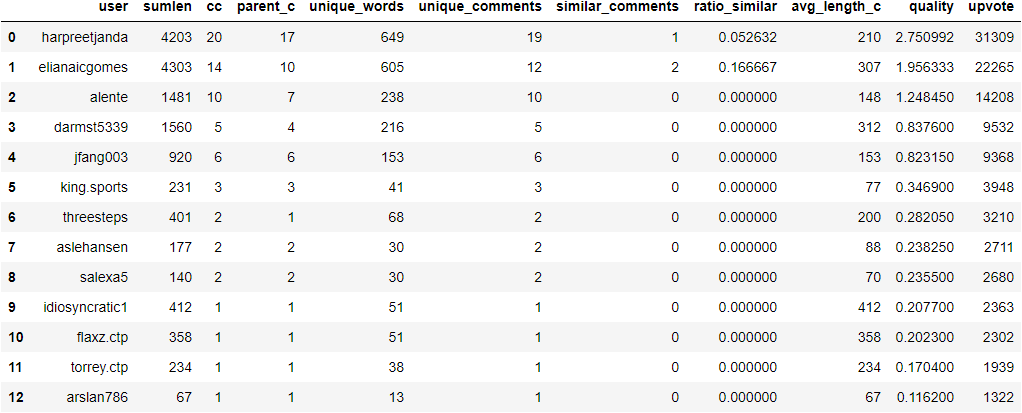 user sumlen cc parent_c unique_words unique_comments similar_comments ratio_similar avg_length_c quality upvote
0 harpreetjanda 4203 20 17 649 19 1 0.052632 210 2.750992 31309
1 elianaicgomes 4303 14 10 605 12 2 0.166667 307 1.956333 22265
2 alente 1481 10 7 238 10 0 0.000000 148 1.248450 14208
3 darmst5339 1560 5 4 216 5 0 0.000000 312 0.837600 9532
4 jfang003 920 6 6 153 6 0 0.000000 153 0.823150 9368
5 king.sports 231 3 3 41 3 0 0.000000 77 0.346900 3948
6 threesteps 401 2 1 68 2 0 0.000000 200 0.282050 3210
7 aslehansen 177 2 2 30 2 0 0.000000 88 0.238250 2711
8 salexa5 140 2 2 30 2 0 0.000000 70 0.235500 2680
9 idiosyncratic1 412 1 1 51 1 0 0.000000 412 0.207700 2363
10 flaxz.ctp 358 1 1 51 1 0 0.000000 358 0.202300 2302
11 torrey.ctp 234 1 1 38 1 0 0.000000 234 0.170400 1939
12 arslan786 67 1 1 13 1 0 0.000000 67 0.116200 1322